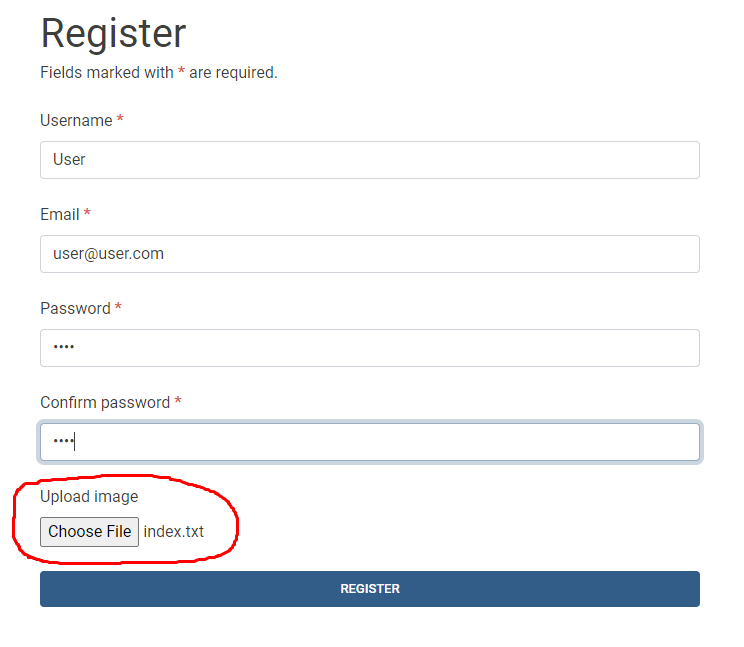 Register
Fields marked with * are required.
Username *
User
Email *
user@user.com
Password *
••••
Confirm password *
••••
Upload image
Choose File index.txt
REGISTER